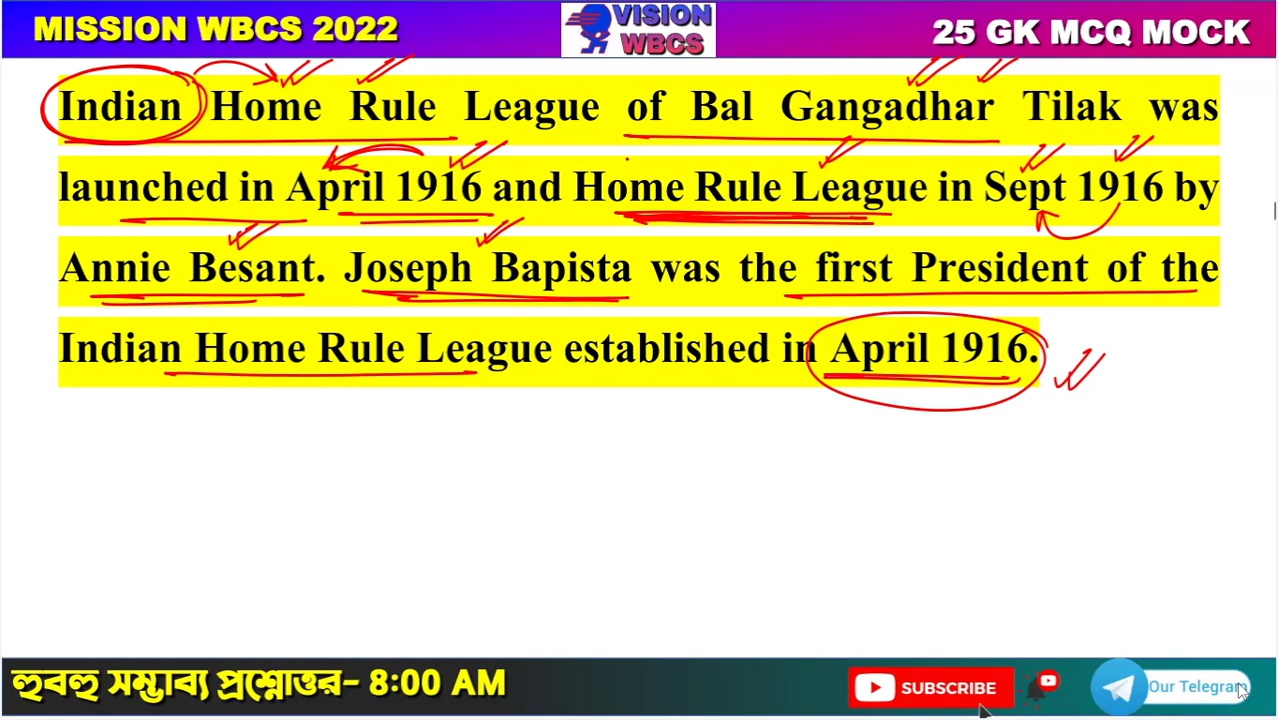 MISSION WBCS 2022
VISION
WBCS
25 GK MCQ MOCK
Indian Home Rule League of Bal Gangadhar Tilak was
launched in April 1916 and Home Rule League in Sept 1916 by
Annie Besant. Joseph Bapista was the first President of the
Indian Home Rule League established in April 1916.
হুবহু সম্ভাব্য প্রশ্নোত্তর- 8:00 AM
SUBSCRIBE
Our Telegram